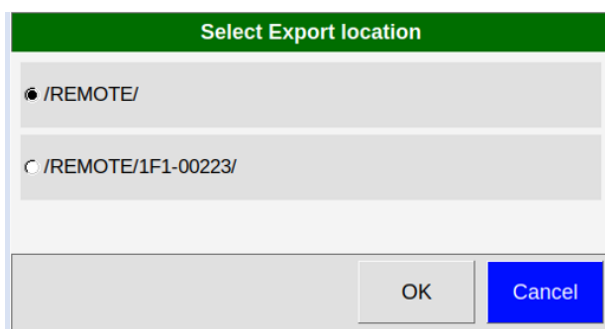 Select Export location
/REMOTE/
/REMOTE/1F1-00223/
OK Cancel